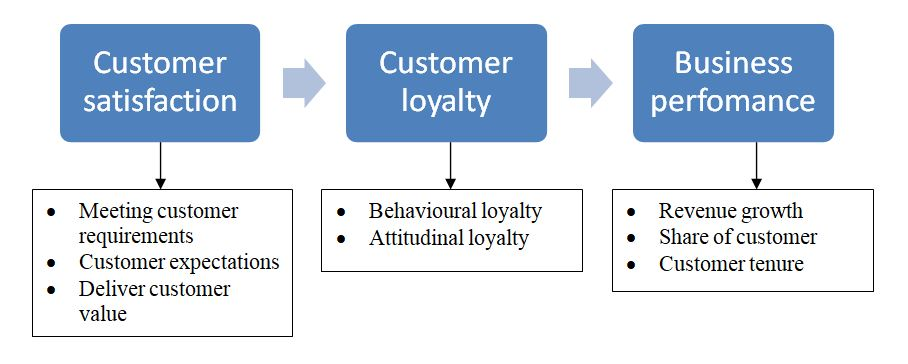 Customer
satisfaction
Customer
loyalty
Business
perfomance
• Meeting customer
requirements
• Customer expectations
• Deliver customer
value
• Behavioural loyalty
• Attitudinal loyalty
• Revenue growth
• Share of customer
• Customer tenure